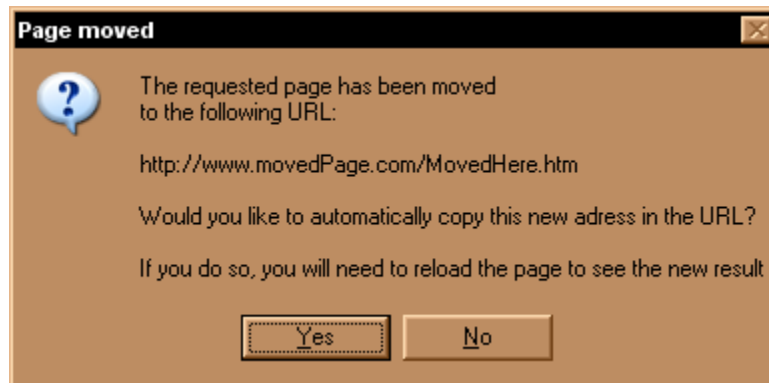 Page moved
The requested page has been moved
to the following URL:
http://www.movedPage.com/MovedHere.htm
Would you like to automatically copy this new adress in the URL?
If you do so, you will need to reload the page to see the new result
Yes No